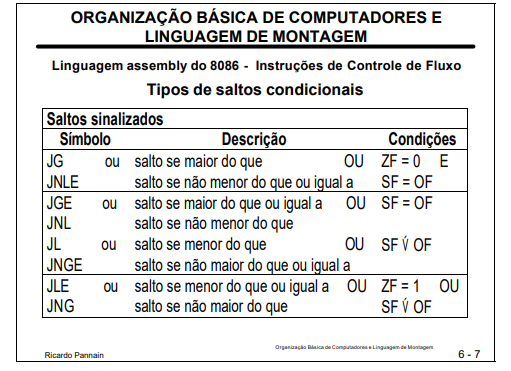 ORGANIZAÇÃO BÁSICA DE COMPUTADORES E
LINGUAGEM DE MONTAGEM
Linguagem assembly do 8086 - Instruções de Controle de Fluxo
Tipos de saltos condicionais
Saltos sinalizados
Símbolo Descrição Condições
JG ou salto se maior do que OU ZF = 0 E
JNLE salto se não menor do que ou igual a SF = OF
JGE ou salto se maior do que ou igual a OU SF = OF
JNL salto se não menor do que
JL ou salto se menor do que OU SF V́ OF
JNGE salto se não maior do que ou igual a
JLE ou salto se menor do que ou igual a OU ZF = 1 OU
JNG salto se não maior do que SF V́ OF
Organização Básica de Computadores e Linguagem de Montagem
Ricardo Pannain 6 - 7